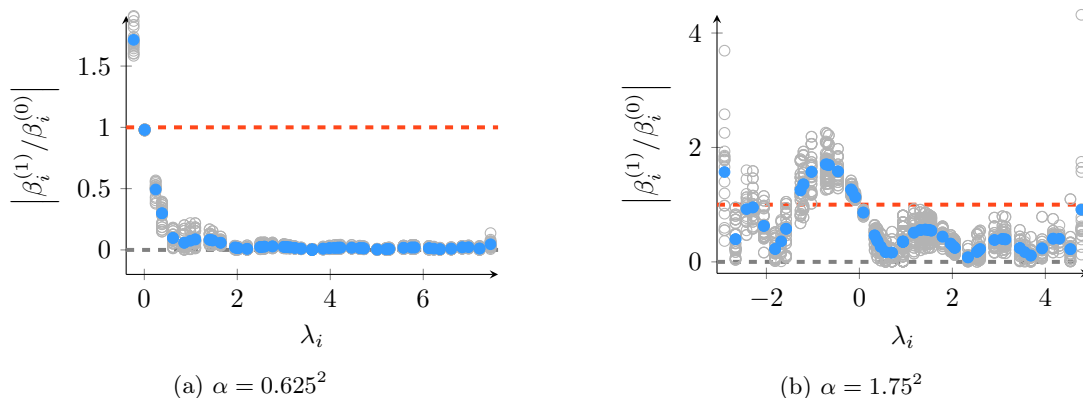 |β_i^{(1)}/β_i^{(0)}|
1.5
1
0.5
0
0 2 4 6
λ_i
(a) α = 0.625²
|β_i^{(1)}/β_i^{(0)}|
4
2
0
−2 0 2 4
λ_i
(b) α = 1.75²